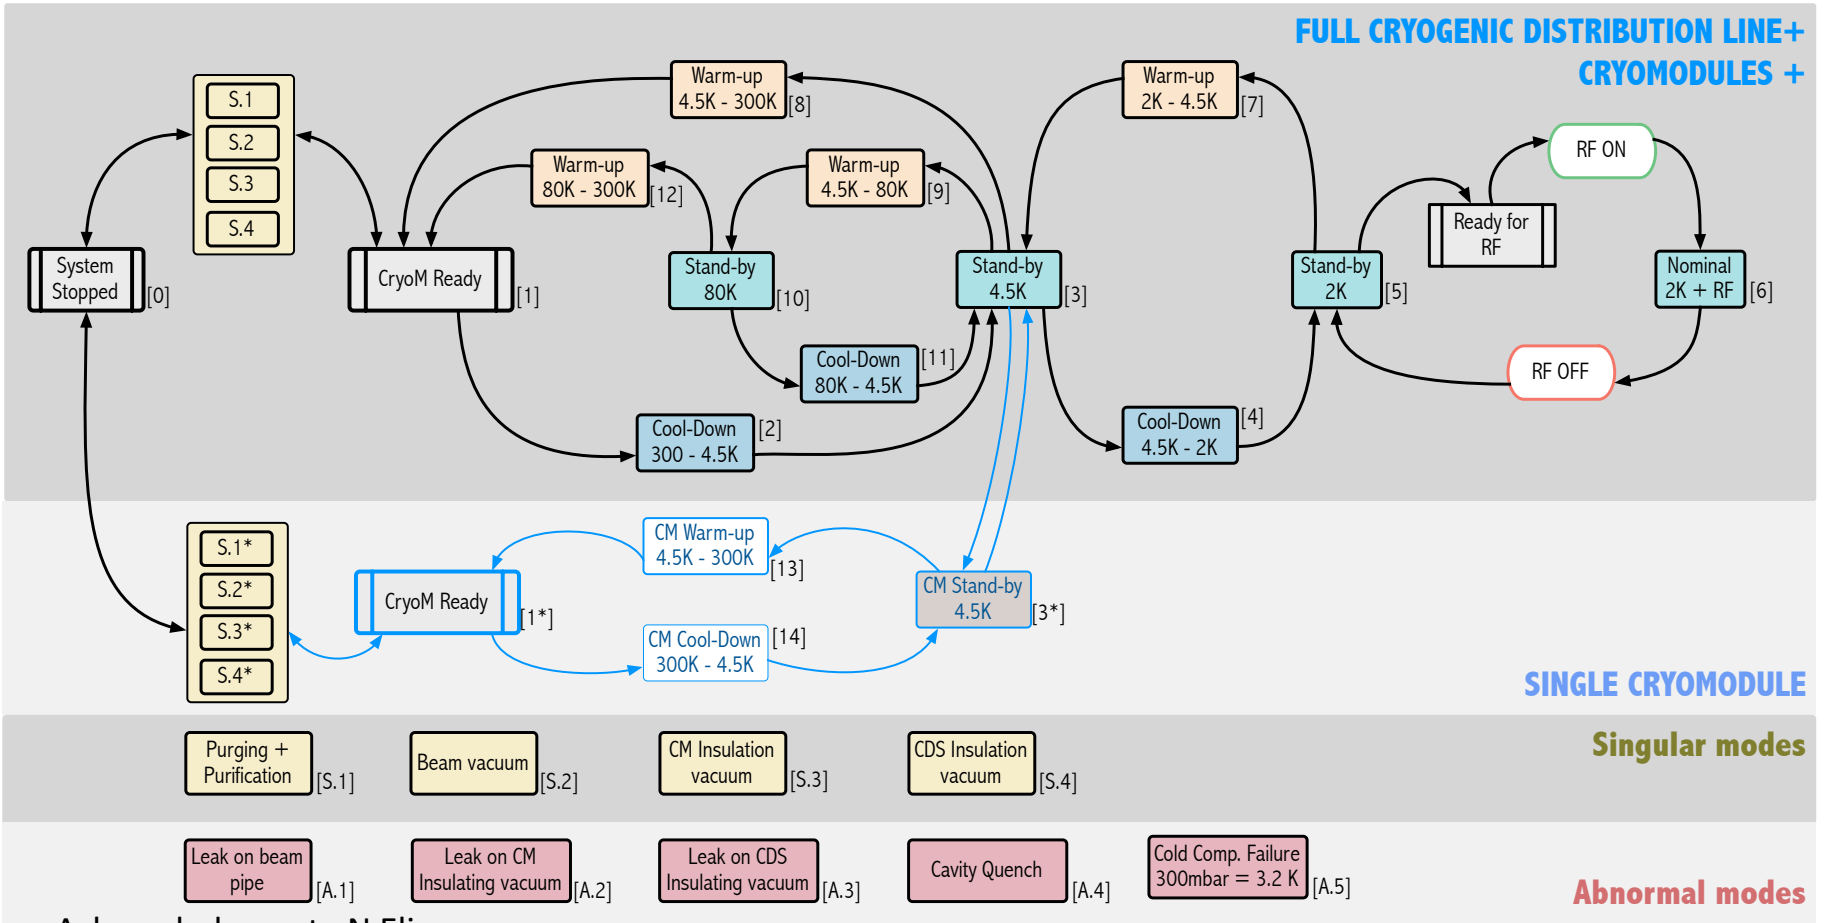 FULL CRYOGENIC DISTRIBUTION LINE+
CRYOMODULES +
S.1
S.2
S.3
S.4
System
Stopped
[0]
CryoM Ready
[1]
Warm-up
4.5K - 300K
[8]
Warm-up
80K - 300K
[12]
Warm-up
4.5K - 80K
[9]
Stand-by
80K
[10]
Cool-Down
80K - 4.5K
[11]
Cool-Down
300 - 4.5K
[2]
Stand-by
4.5K
[3]
Warm-up
2K - 4.5K
[7]
Cool-Down
4.5K - 2K
[4]
Stand-by
2K
[5]
Ready for
RF
RF ON
Nominal
2K + RF
[6]
RF OFF
S.1*
S.2*
S.3*
S.4*
CryoM Ready
[1*]
CM Warm-up
4.5K - 300K
[13]
CM Cool-Down
300K - 4.5K
[14]
CM Stand-by
4.5K
[3*]
SINGLE CRYOMODULE
Purging +
Purification
[S.1]
Beam vacuum
[S.2]
CM Insulation
vacuum
[S.3]
CDS Insulation
vacuum
[S.4]
Singular modes
Leak on beam
pipe
[A.1]
Leak on CM
Insulating vacuum
[A.2]
Leak on CDS
Insulating vacuum
[A.3]
Cavity Quench
[A.4]
Cold Comp. Failure
300mbar = 3.2 K
[A.5]
Abnormal modes